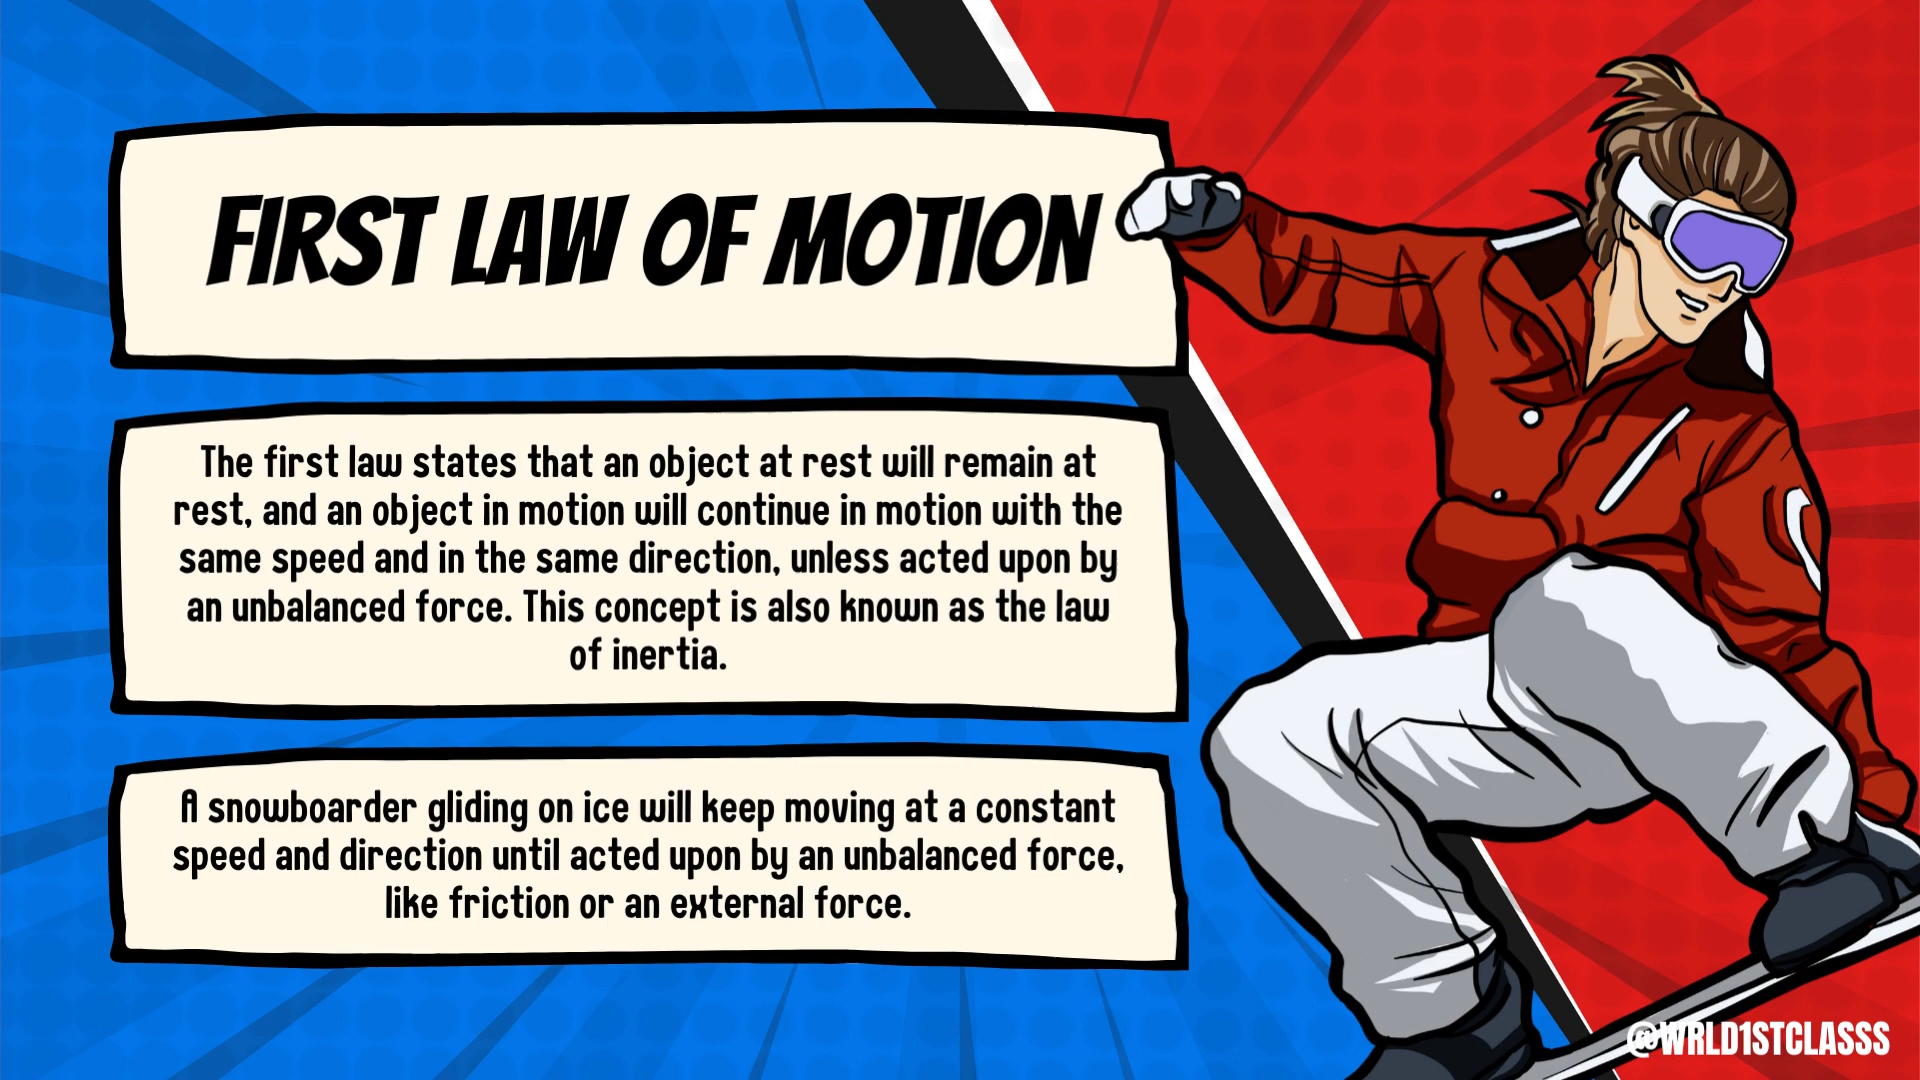 FIRST LAW OF MOTION
The first law states that an object at rest will remain at
rest, and an object in motion will continue in motion with the
same speed and in the same direction, unless acted upon by
an unbalanced force. This concept is also known as the law
of inertia.
A snowboarder gliding on ice will keep moving at a constant
speed and direction until acted upon by an unbalanced force,
like friction or an external force.
@WRLD1STCLASSS